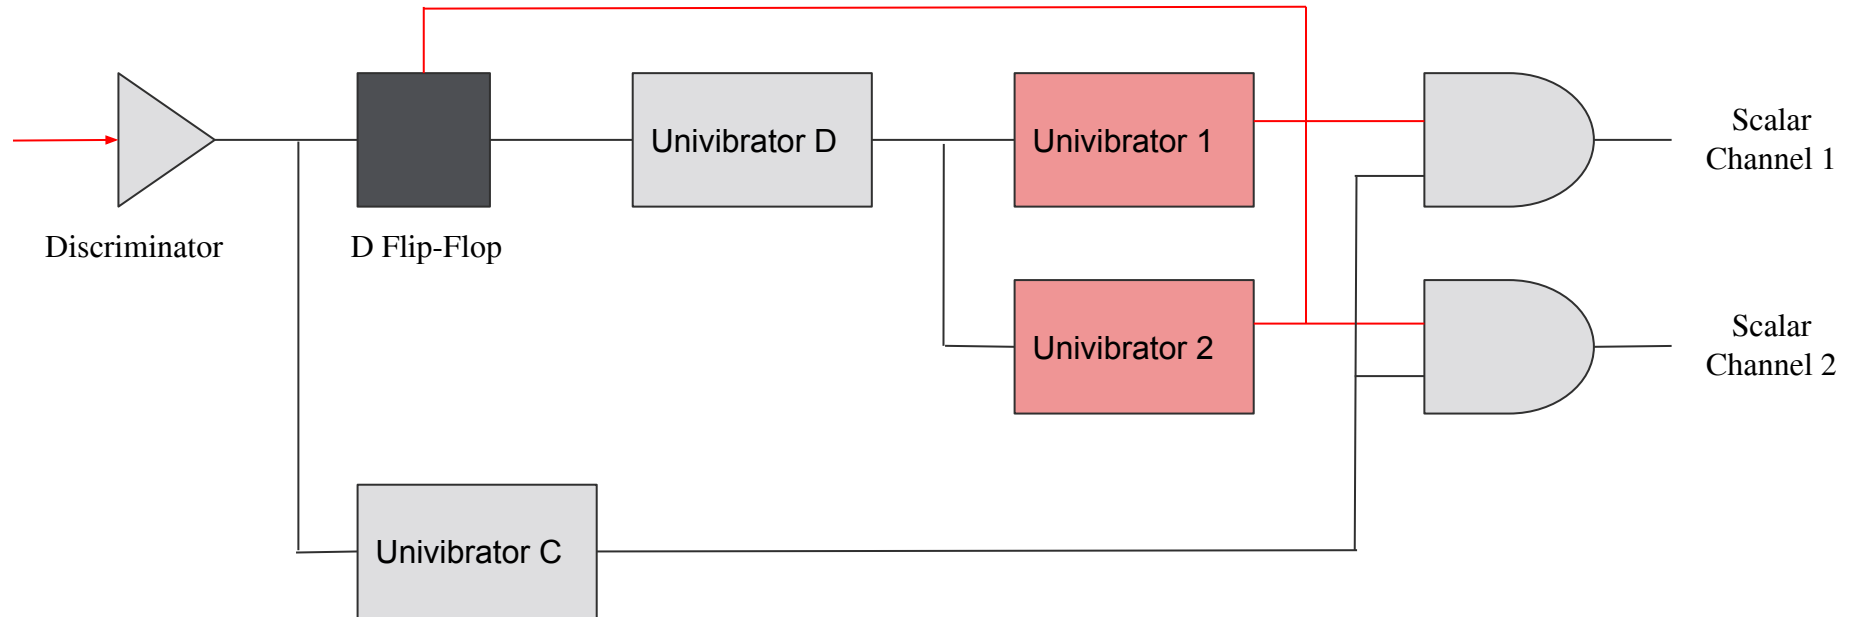 Univibrator D
Univibrator 1
Scalar
Channel 1
Discriminator
D Flip-Flop
Univibrator 2
Scalar
Channel 2
Univibrator C